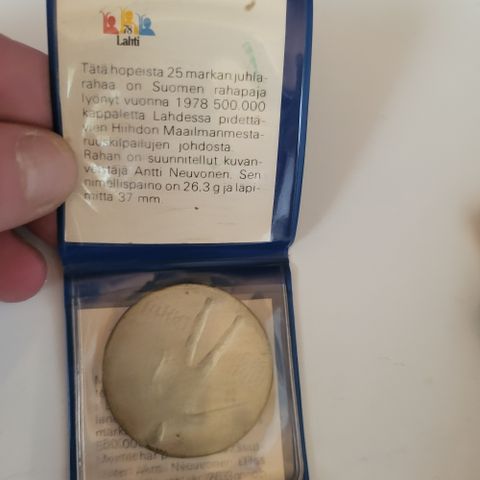 78
Lahti
Tätä hopeista 25 markan juhla-
rahaa on Suomen rahapaja
lyönyt vuonna 1978 500.000
kappaletta Lahdessa pidettä-
vien Hiihdon Maailmanmesta-
ruuskilpailujen johdosta.
Rahan on suunnitellut kuvan-
veistäjä Antti Neuvonen. Sen
nimellispaino on 26,3 g ja läpi-
mitta 37 mm.